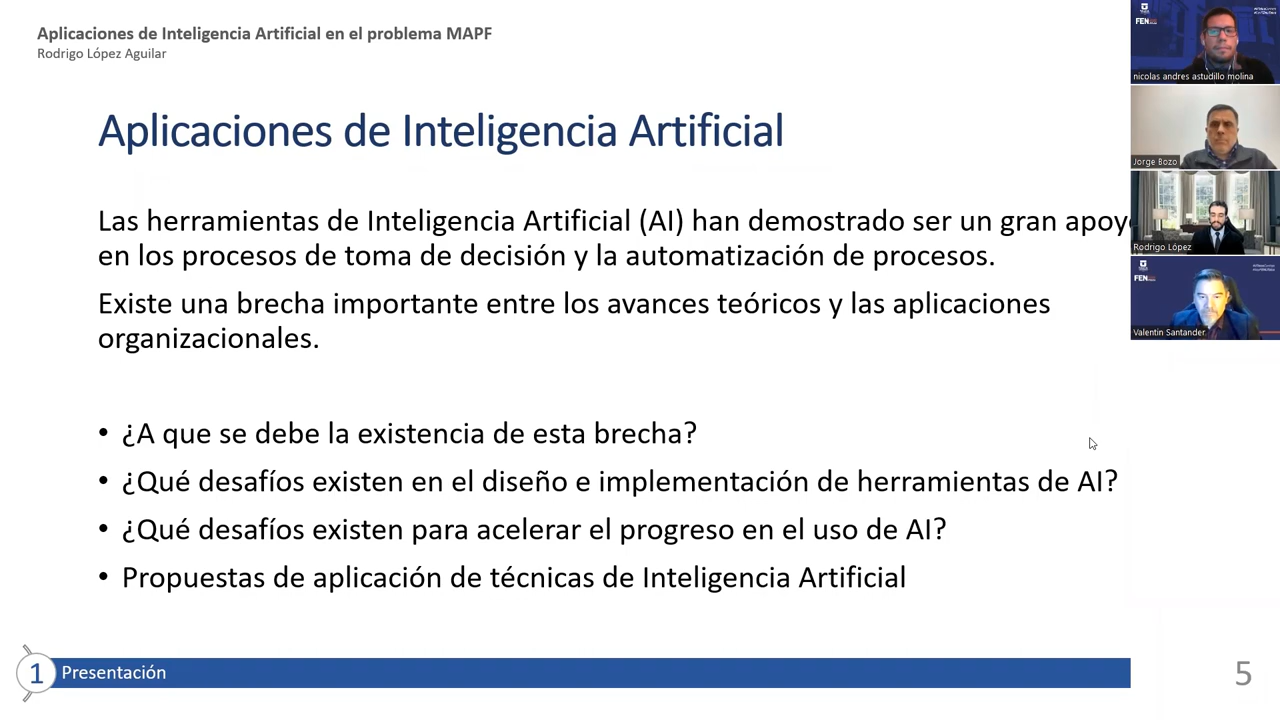 Aplicaciones de Inteligencia Artificial en el problema MAPF
Rodrigo López Aguilar
Aplicaciones de Inteligencia Artificial
Las herramientas de Inteligencia Artificial (AI) han demostrado ser un gran apoy
en los procesos de toma de decisión y la automatización de procesos.
Existe una brecha importante entre los avances teóricos y las aplicaciones
organizacionales.
• ¿A que se debe la existencia de esta brecha?
• ¿Qué desafíos existen en el diseño e implementación de herramientas de AI?
• ¿Qué desafíos existen para acelerar el progreso en el uso de AI?
• Propuestas de aplicación de técnicas de Inteligencia Artificial
1 Presentación
5
FEN
nicolas andres astudillo molina
Jorge Bozo
Rodrigo López
FEN
Valentin Santander